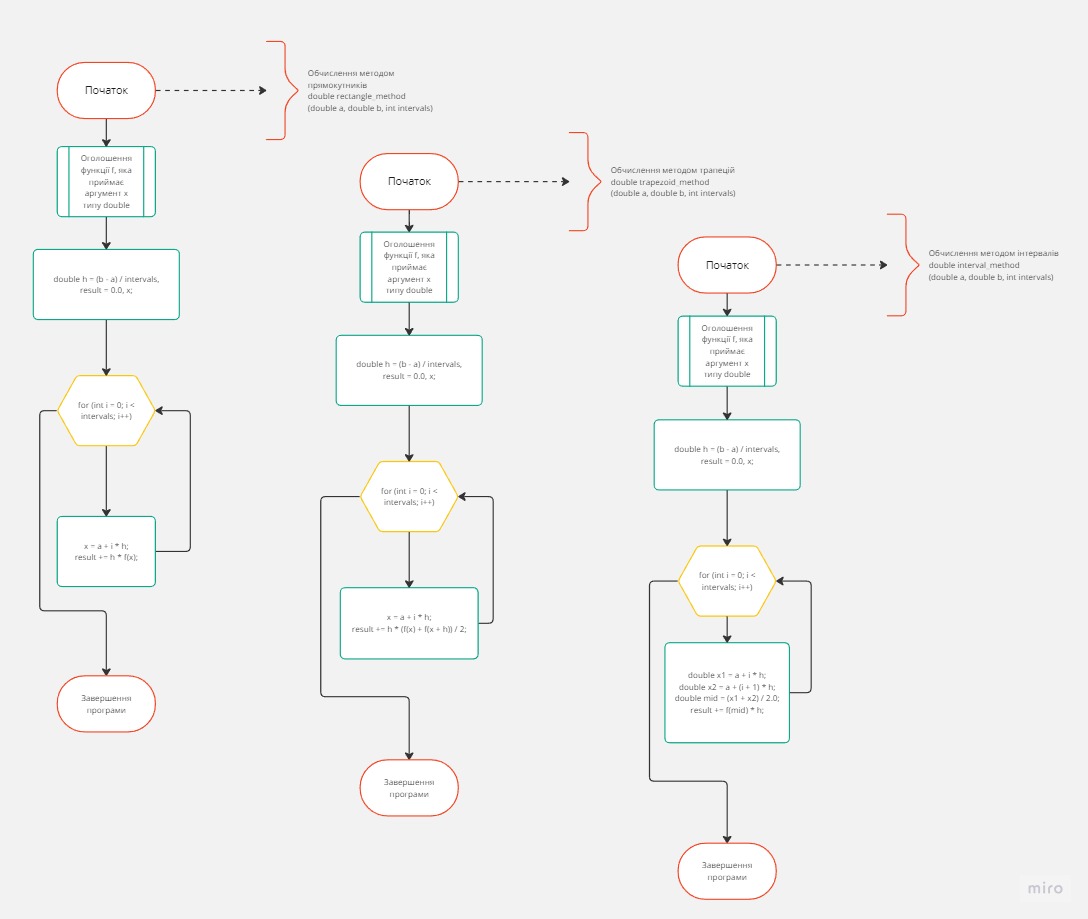 Початок
Обчислення методом
прямокутників
double rectangle_method
(double a, double b, int intervals)
Оголошення
функції f, яка
приймає
аргумент x
типу double
double h = (b - a) / intervals,
result = 0.0, x;
for (int i = 0; i <
intervals; i++)
x = a + i * h;
result += h * f(x);
Завершення
програми
Початок
Обчислення методом трапецій
double trapezoid_method
(double a, double b, int intervals)
Оголошення
функції f, яка
приймає
аргумент x
типу double
double h = (b - a) / intervals,
result = 0.0, x;
for (int i = 0; i <
intervals; i++)
x = a + i * h;
result += h * (f(x) + f(x + h)) / 2;
Завершення
програми
Початок
Обчислення методом інтервалів
double interval_method
(double a, double b, int intervals)
Оголошення
функції f, яка
приймає
аргумент x
типу double
double h = (b - a) / intervals,
result = 0.0, x;
for (int i = 0; i <
intervals; i++)
double x1 = a + i * h;
double x2 = a + (i + 1) * h;
double mid = (x1 + x2) / 2.0;
result += f(mid) * h;
Завершення
програми
miro